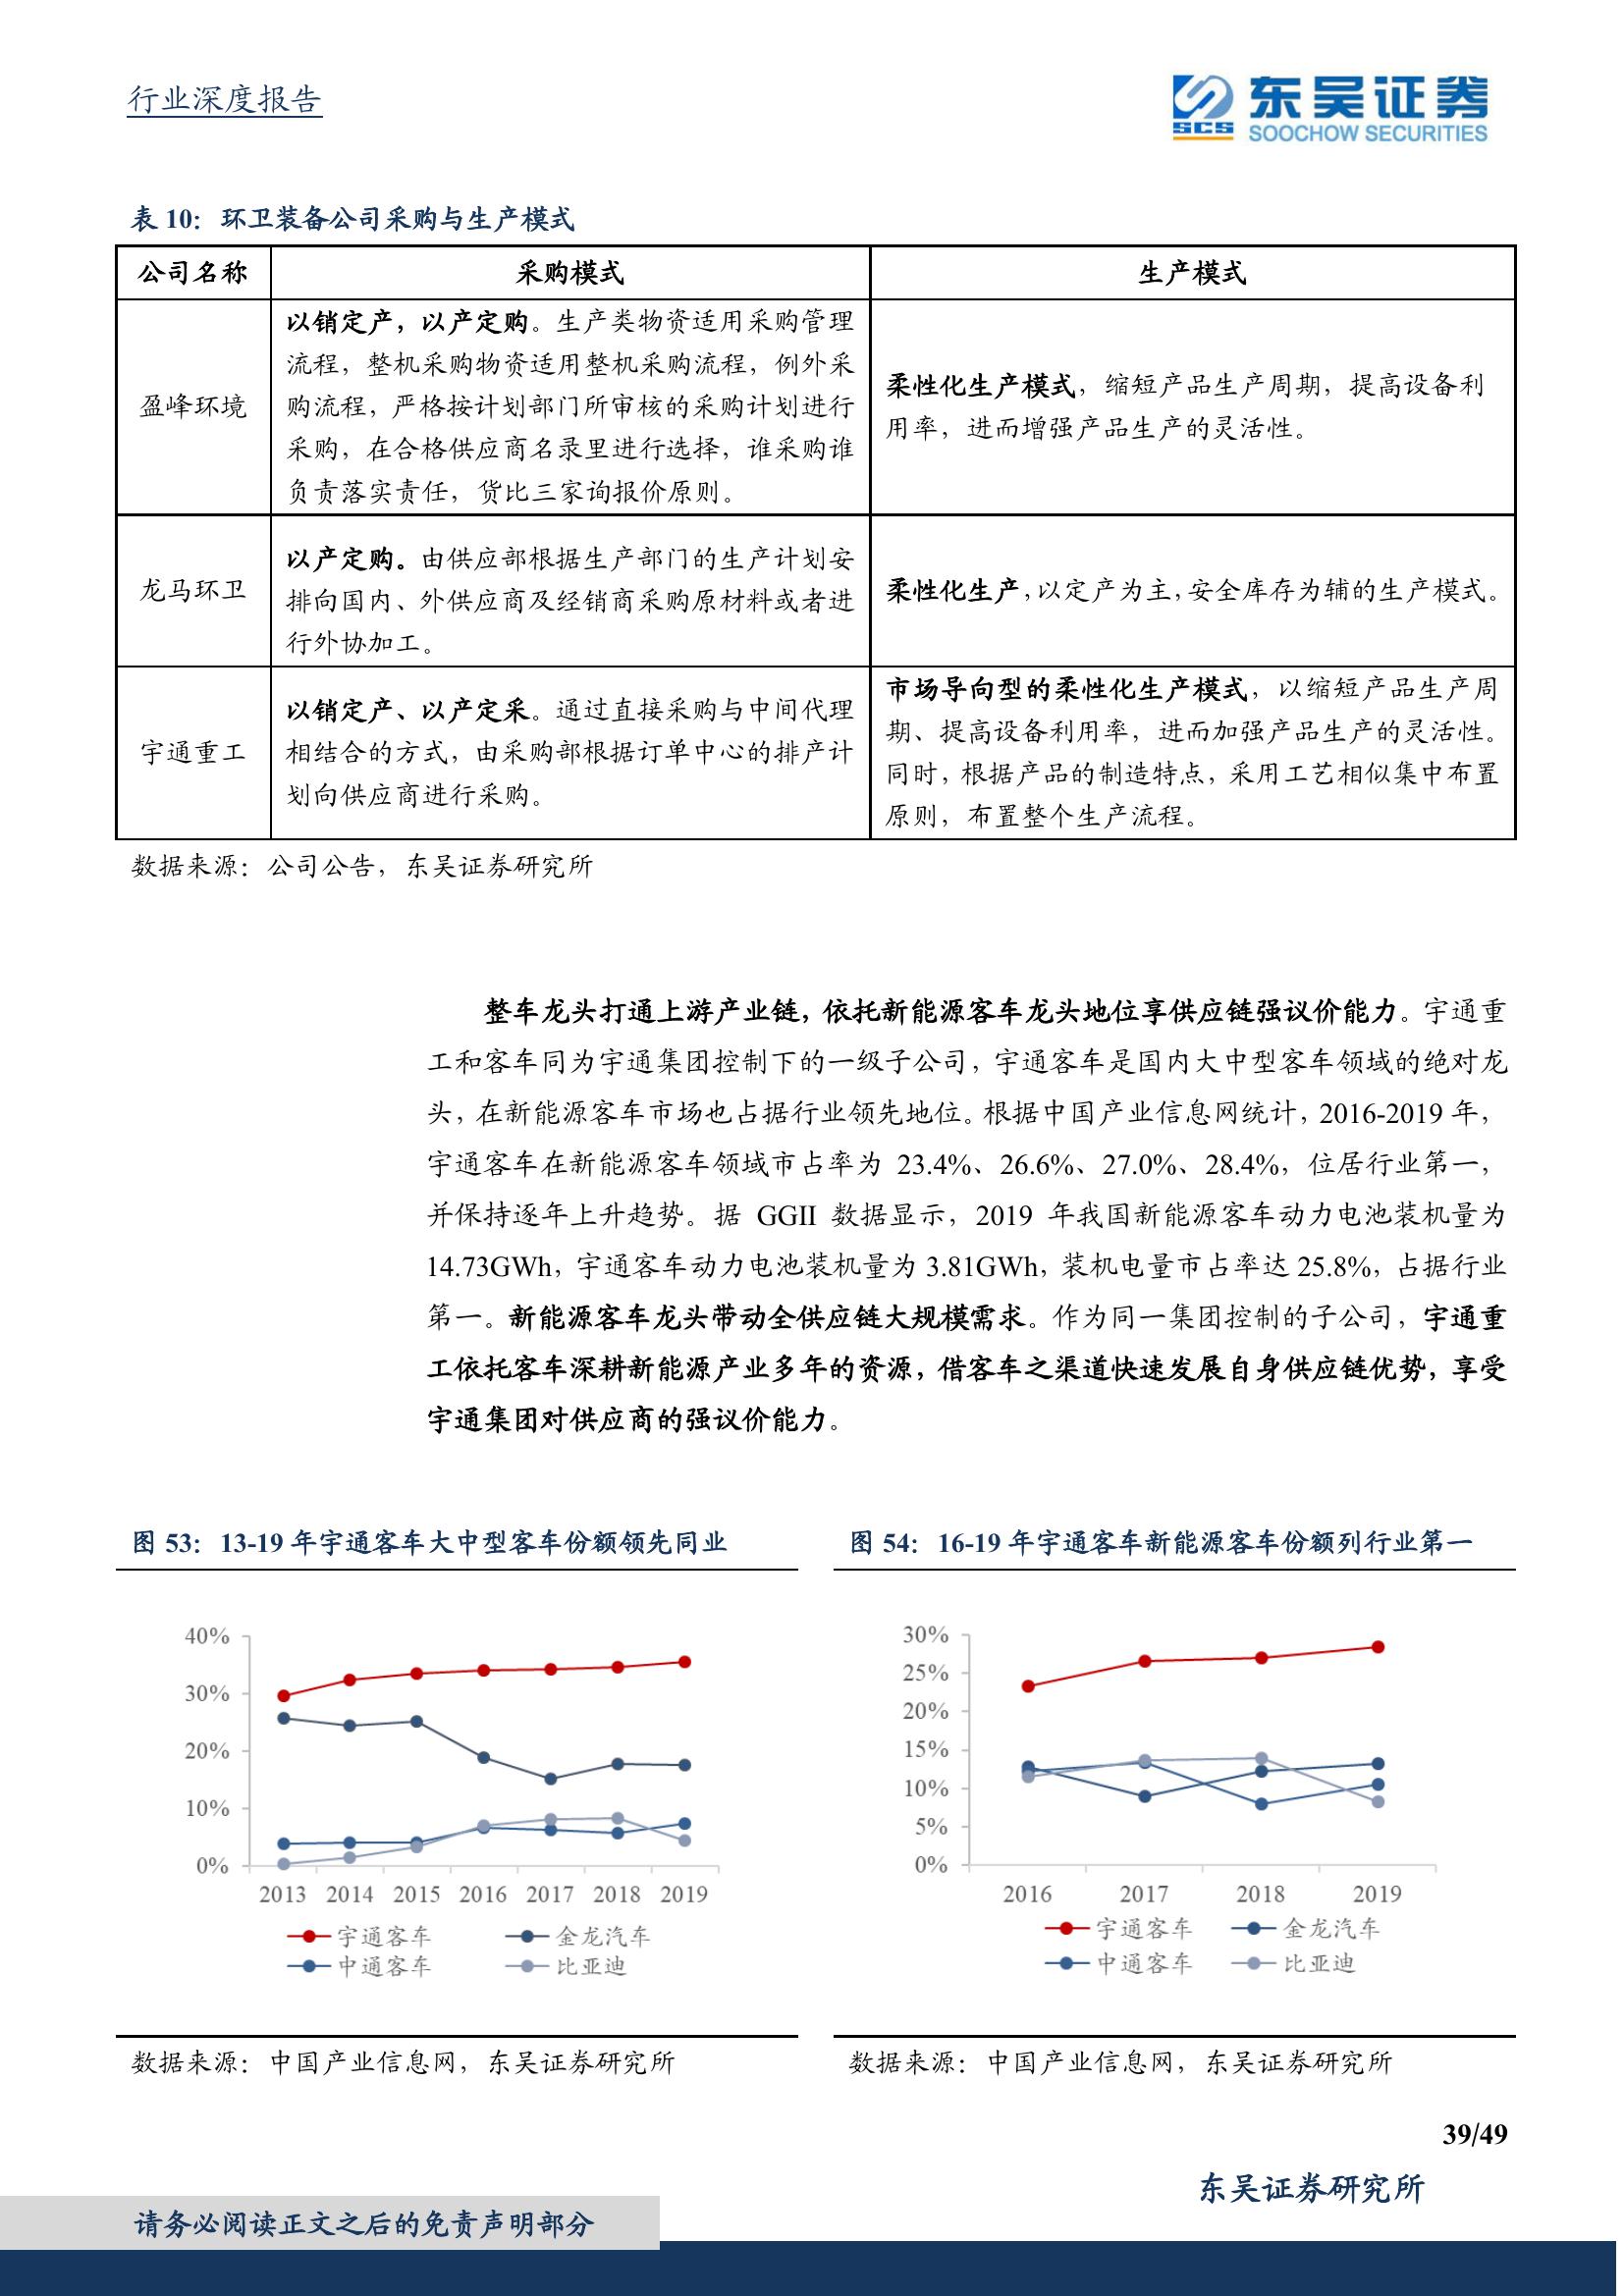 行业深度报告
东吴证券
SCS
SOOCHOW SECURITIES
表 10：环卫装备公司采购与生产模式
公司名称 采购模式 生产模式
盈峰环境
以销定产，以产定购。生产类物资适用采购管理
流程，整机采购物资适用整机采购流程，例外采
购流程，严格按计划部门所审核的采购计划进行
采购，在合格供应商名录里进行选择，谁采购谁
负责落实责任，货比三家询报价原则。
柔性化生产模式，缩短产品生产周期，提高设备利
用率，进而增强产品生产的灵活性。
龙马环卫
以产定购。由供应部根据生产部门的生产计划安
排向国内、外供应商及经销商采购原材料或者进
行外协加工。
柔性化生产，以定产为主，安全库存为辅的生产模式。
宇通重工
以销定产、以产定采。通过直接采购与中间代理
相结合的方式，由采购部根据订单中心的排产计
划向供应商进行采购。
市场导向型的柔性化生产模式，以缩短产品生产周
期、提高设备利用率，进而加强产品生产的灵活性。
同时，根据产品的制造特点，采用工艺相似集中布置
原则，布置整个生产流程。
数据来源：公司公告，东吴证券研究所
整车龙头打通上游产业链，依托新能源客车龙头地位享供应链强议价能力。宇通重
工和客车同为宇通集团控制下的一级子公司，宇通客车是国内大中型客车领域的绝对龙
头，在新能源客车市场也占据行业领先地位。根据中国产业信息网统计，2016-2019 年，
宇通客车在新能源客车领域市占率为 23.4%、26.6%、27.0%、28.4%，位居行业第一，
并保持逐年上升趋势。据 GGII 数据显示，2019 年我国新能源客车动力电池装机量为
14.73GWh，宇通客车动力电池装机量为 3.81GWh，装机电量市占率达 25.8%，占据行业
第一。新能源客车龙头带动全供应链大规模需求。作为同一集团控制的子公司，宇通重
工依托客车深耕新能源产业多年的资源，借客车之渠道快速发展自身供应链优势，享受
宇通集团对供应商的强议价能力。
图 53：13-19 年宇通客车大中型客车份额领先同业
40%
30%
20%
10%
0%
2013 2014 2015 2016 2017 2018 2019
宇通客车 金龙汽车
中通客车 比亚迪
数据来源：中国产业信息网，东吴证券研究所
图 54：16-19 年宇通客车新能源客车份额列行业第一
30%
25%
20%
15%
10%
5%
0%
2016 2017 2018 2019
宇通客车 金龙汽车
中通客车 比亚迪
数据来源：中国产业信息网，东吴证券研究所
39/49
东吴证券研究所
请务必阅读正文之后的免责声明部分